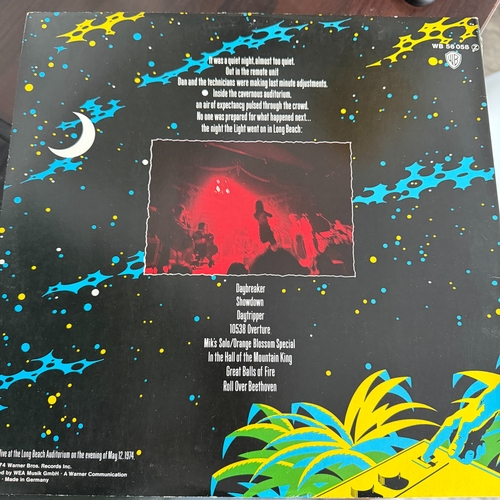 WB 56 058
WB
It was a quiet night, almost too quiet.
Out in the remote unit
Dan and the technicians were making last minute adjustments.
Inside the cavernous auditorium,
an air of expectancy pulsed through the crowd.
No one was prepared for what happened next...
the night the Light went on in Long Beach:
Daybreaker
Showdown
Daytripper
10538 Overture
Mik's Solo/Orange Blossom Special
In the Hall of the Mountain King
Great Balls of Fire
Roll Over Beethoven
live at the Long Beach Auditorium on the evening of May 12, 1974
74 Warner Bros. Records Inc.
ed by WEA Musik GmbH · A Warner Communication
· Made in Germany